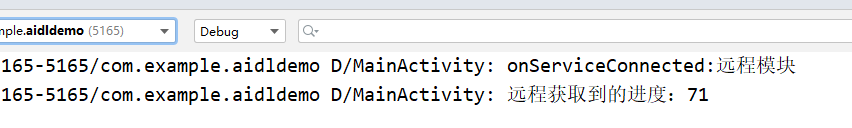 mple.aidldemo (5165) Debug
165-5165/com.example.aidldemo D/MainActivity: onServiceConnected:远程模块
165-5165/com.example.aidldemo D/MainActivity: 远程获取到的进度：71